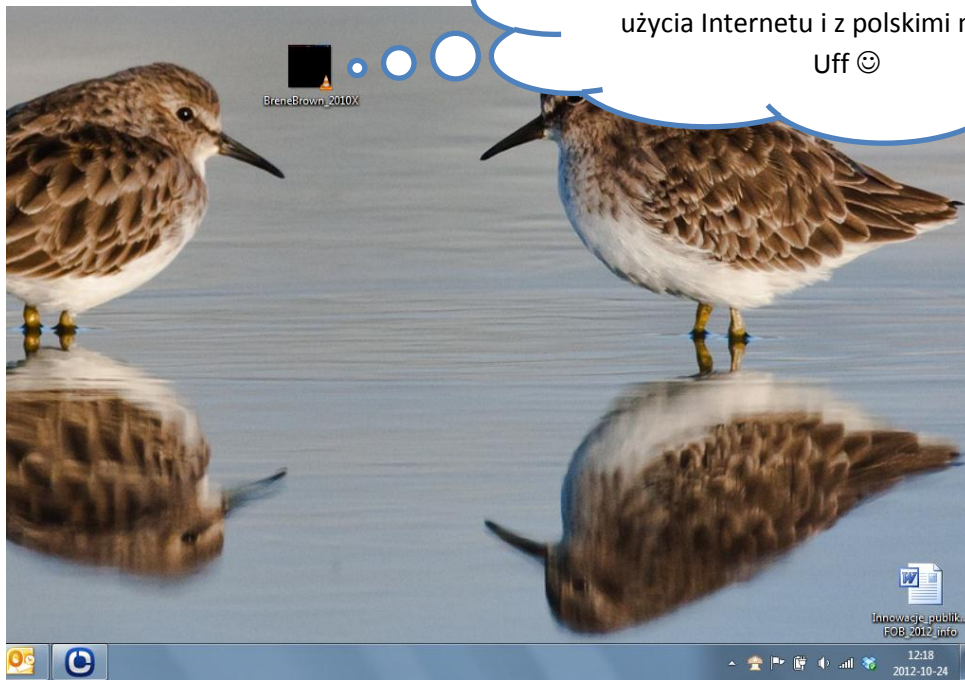 użycia Internetu i z polskimi
Uff ☺
BreneBrown_2010X
Innowacje_publik...
FOB_2012_info
12:18
2012-10-24